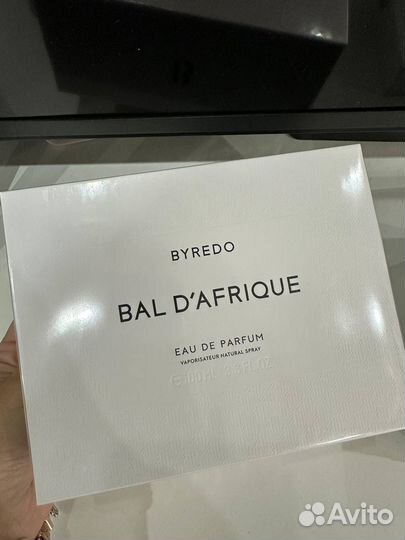 BYREDO
BAL D'AFRIQUE
EAU DE PARFUM
VAPORISATEUR NATURAL SPRAY
Avito